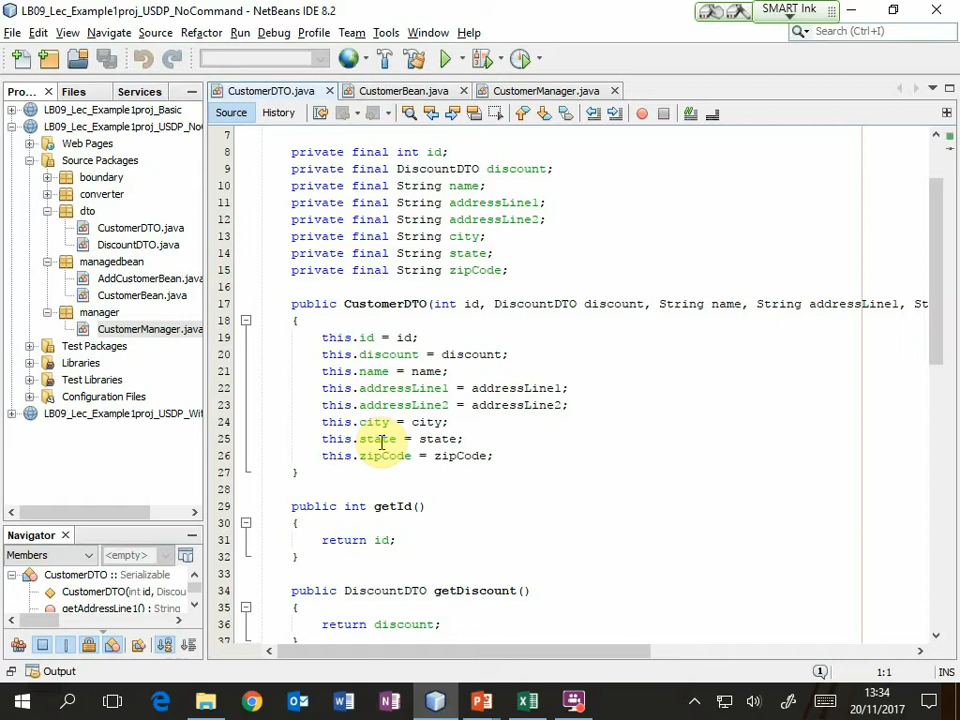 LB09_Lec_Example1proj_USDP_NoCommand - NetBeans IDE 8.2
SMART Ink
File Edit View Navigate Source Refactor Run Debug Profile Team Tools Window Help
Search (Ctrl+I)
Pro... Files Services
CustomerDTO.java CustomerBean.java CustomerManager.java
Source History
LB09_Lec_Example1proj_Basic
LB09_Lec_Example1proj_USDP_NoC
Web Pages
Source Packages
boundary
converter
dto
CustomerDTO.java
DiscountDTO.java
managedbean
AddCustomerBean.java
CustomerBean.java
manager
CustomerManager.java
Test Packages
Libraries
Test Libraries
Configuration Files
LB09_Lec_Example1proj_USDP_Wit
Navigator
Members <empty>
CustomerDTO :: Serializable
CustomerDTO(int id, Discou
getAddressLine1() : String
7
8 private final int id;
9 private final DiscountDTO discount;
10 private final String name;
11 private final String addressLine1;
12 private final String addressLine2;
13 private final String city;
14 private final String state;
15 private final String zipCode;
16
17 public CustomerDTO(int id, DiscountDTO discount, String name, String addressLine1, St
18 {
19 this.id = id;
20 this.discount = discount;
21 this.name = name;
22 this.addressLine1 = addressLine1;
23 this.addressLine2 = addressLine2;
24 this.city = city;
25 this.state = state;
26 this.zipCode = zipCode;
27 }
28
29 public int getId()
30 {
31 return id;
32 }
33
34 public DiscountDTO getDiscount()
35 {
36 return discount;
37 }
Output
1 1:1 INS
13:34
20/11/2017